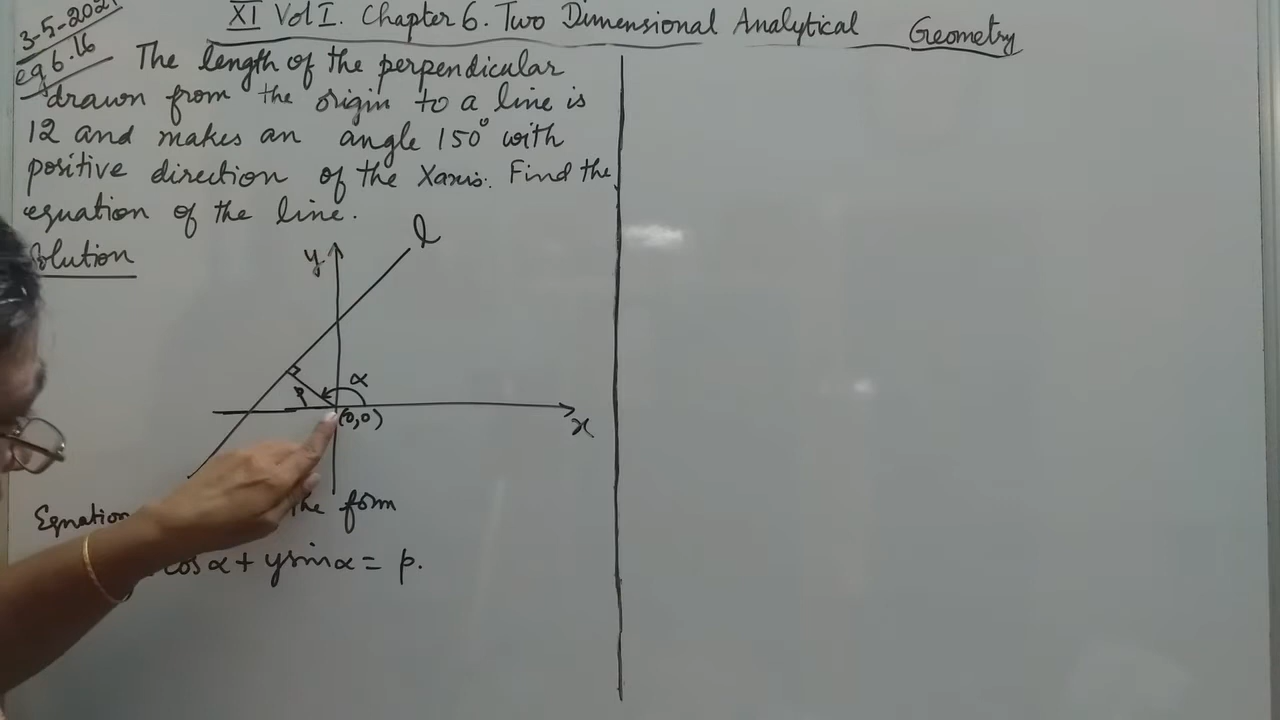 3-5-2021
eg 6.16
XI Vol I. Chapter 6. Two Dimensional Analytical Geometry
The length of the perpendicular
drawn from the origin to a line is
12 and makes an angle 150° with
positive direction of the X axis. Find the
equation of the line.
Solution
l
y
α
p
(0,0)
x
Equation the form
cos α + y sin α = p.